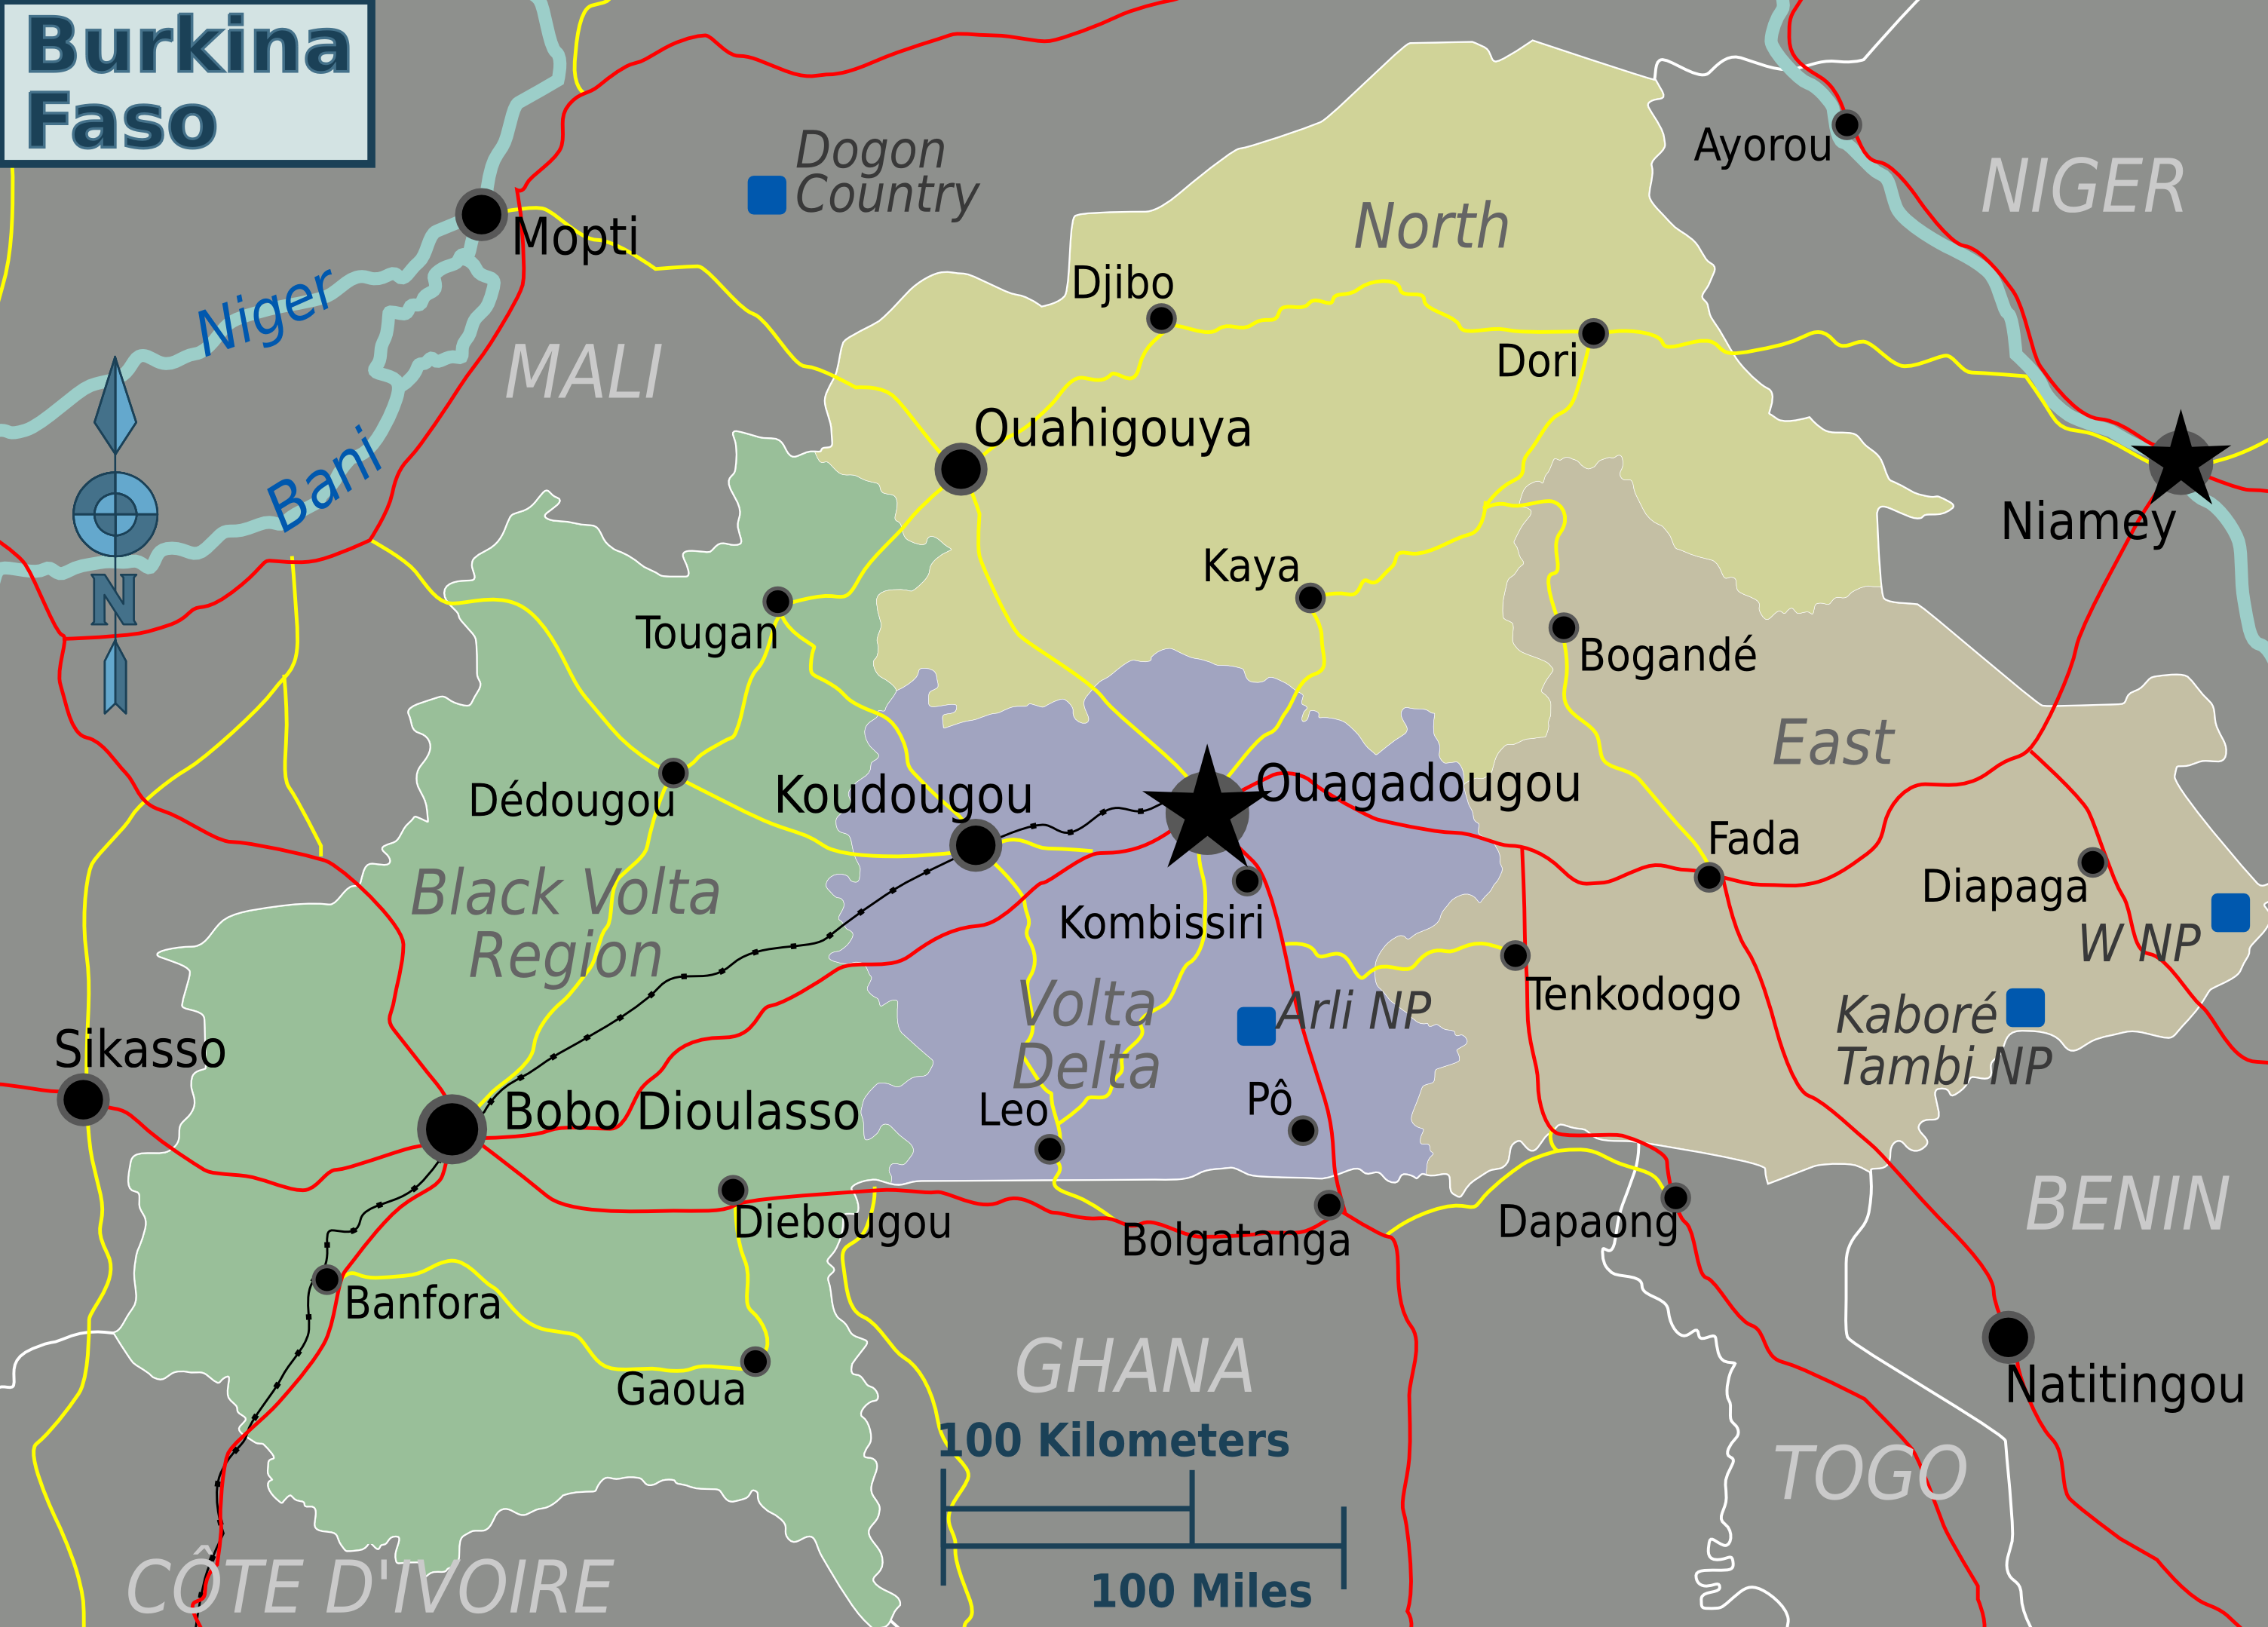 Burkina
Faso
Dogon
Country
Ayorou
NIGER
Mopti
North
Niger
Djibo
MALI
Dori
Ouahigouya
Bani
Niamey
Kaya
N
Tougan
Bogandé
East
Dédougou
Koudougou
Ouagadougou
Fada
Black Volta
Region
Diapaga
Kombissiri
W NP
Volta
Delta
Arli NP
Tenkodogo
Kaboré
Tambi NP
Sikasso
Bobo Dioulasso
Leo
Pô
BENIN
Diebougou
Bolgatanga
Dapaong
Banfora
GHANA
Gaoua
Natitingou
100 Kilometers
TOGO
CÔTE D'IVOIRE
100 Miles